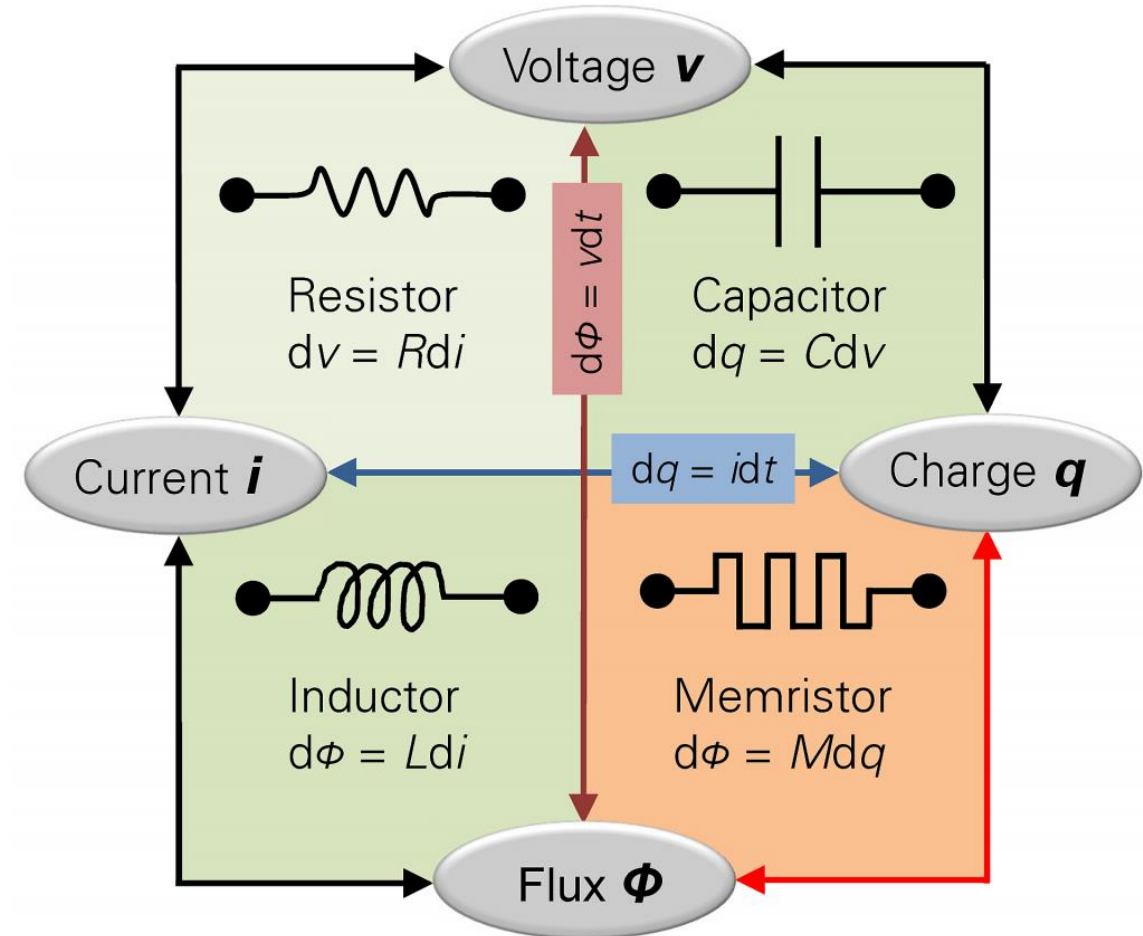 Voltage v
Resistor
dv = Rdi
dΦ = vdt
Capacitor
dq = Cdv
Current i
dq = idt
Charge q
Inductor
dΦ = Ldi
Memristor
dΦ = Mdq
Flux Φ